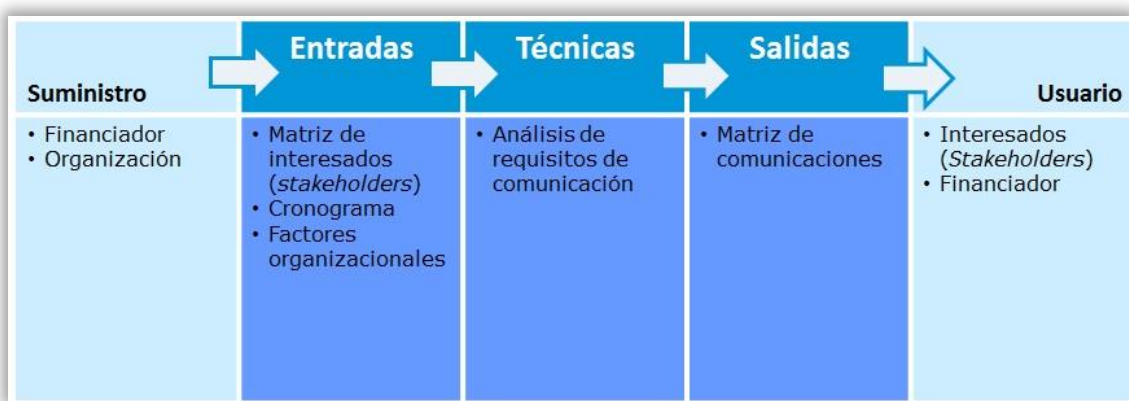 Suministro
Entradas
Técnicas
Salidas
Usuario
• Financiador
• Organización
• Matriz de
interesados
(stakeholders)
• Cronograma
• Factores
organizacionales
• Análisis de
requisitos de
comunicación
• Matriz de
comunicaciones
• Interesados
(Stakeholders)
• Financiador